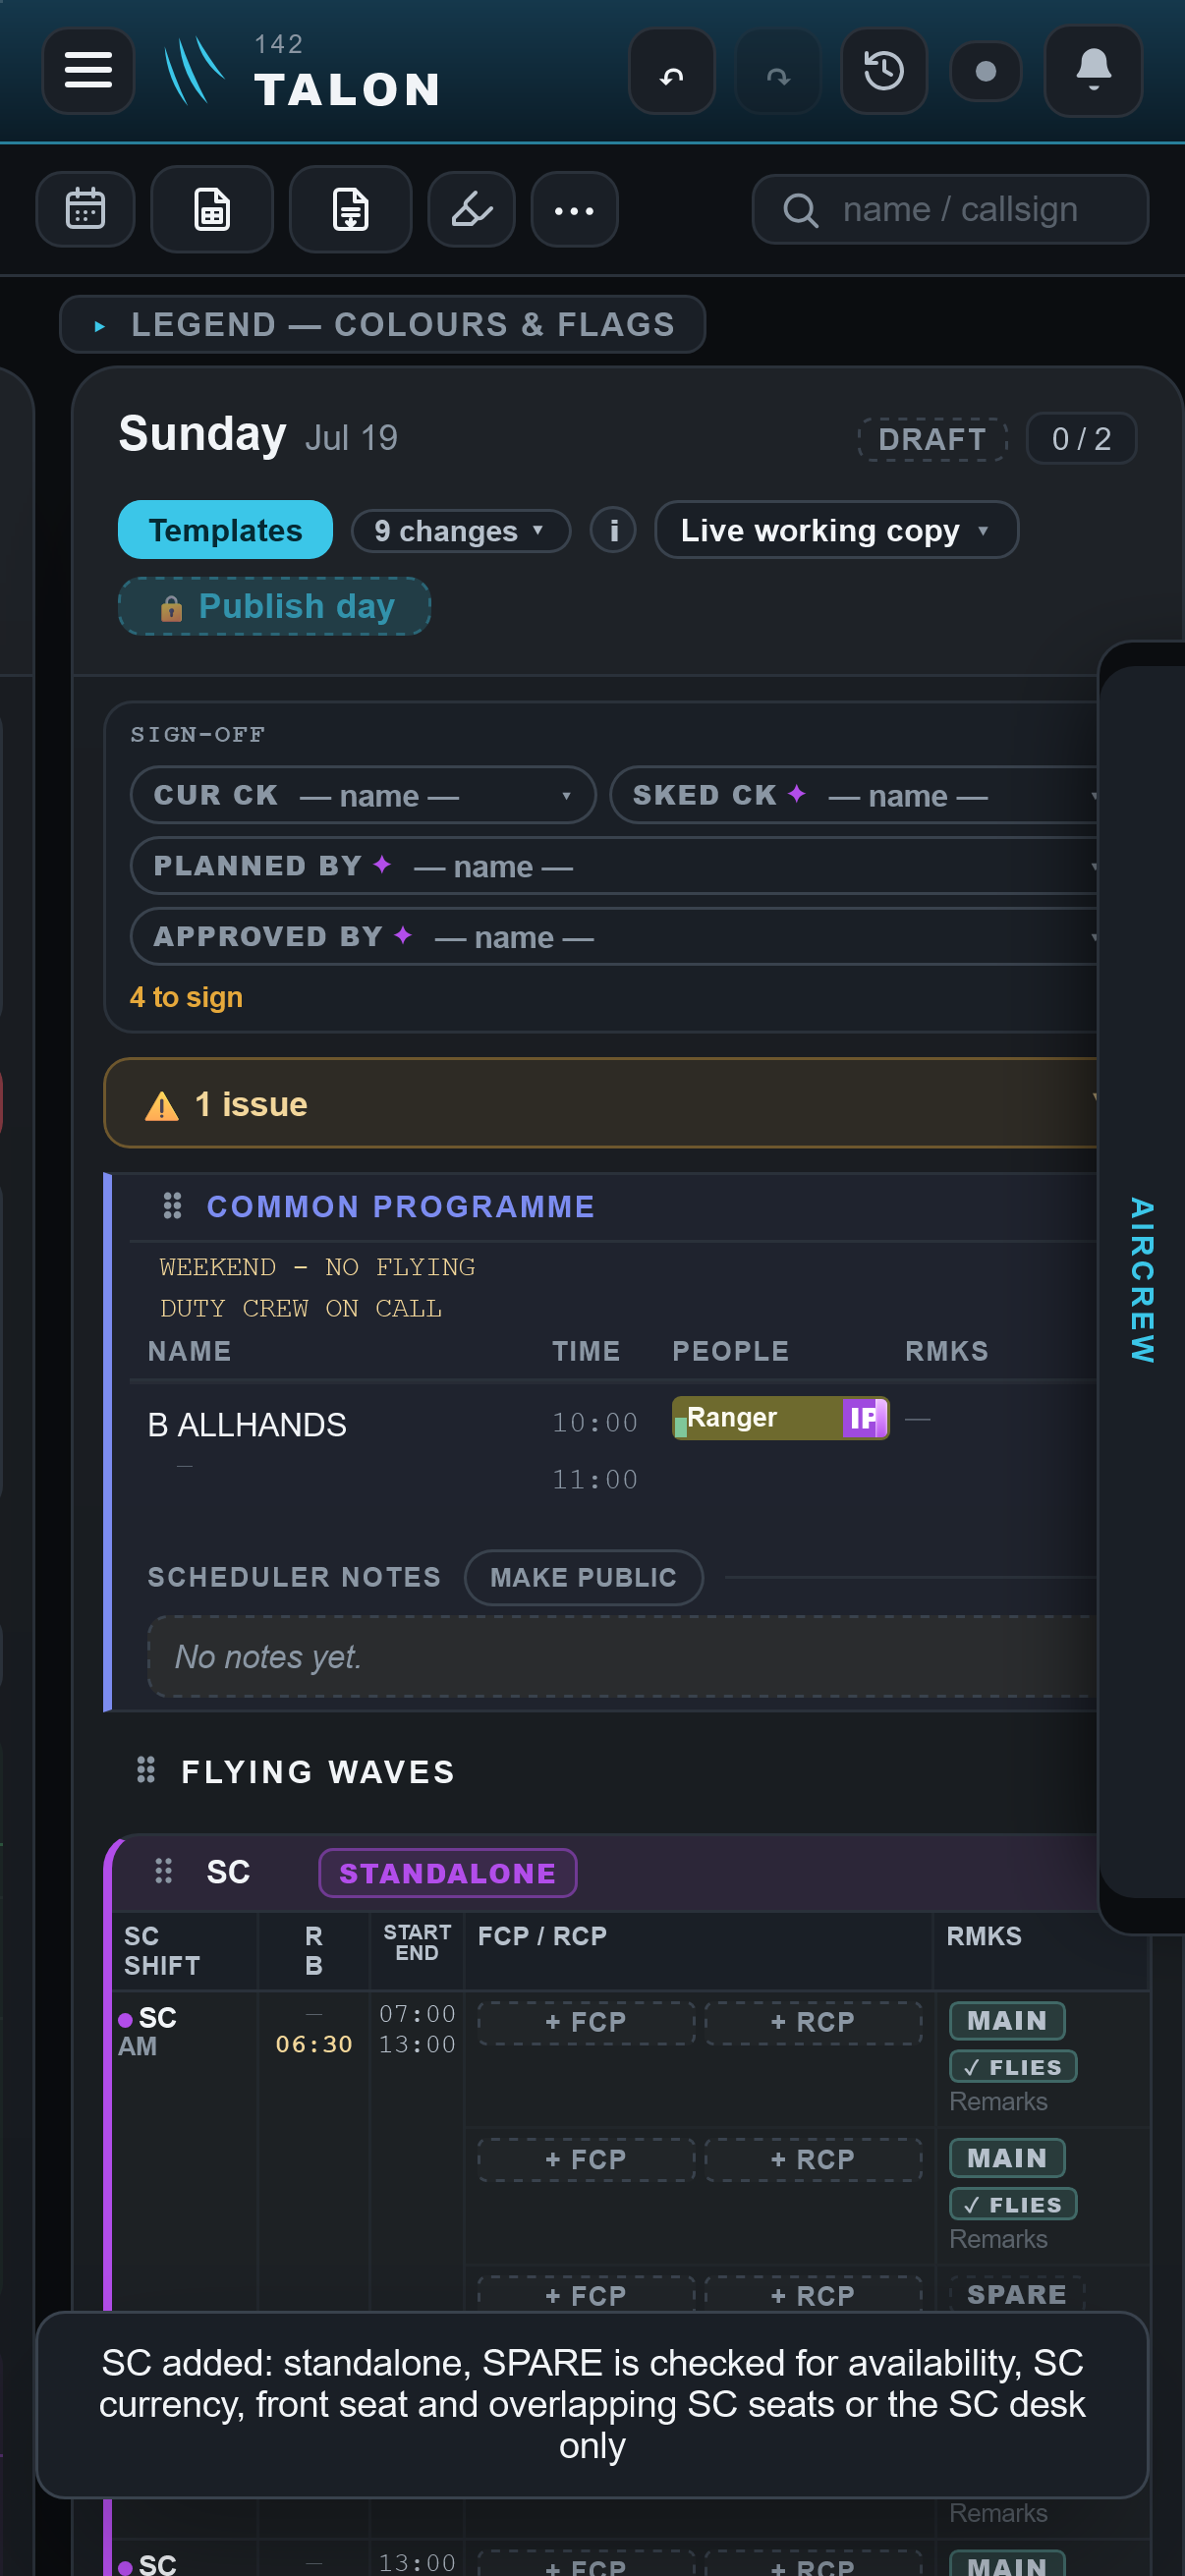 142
TALON
name / callsign
LEGEND — COLOURS & FLAGS
Sunday Jul 19 DRAFT 0 / 2
Templates 9 changes i Live working copy
Publish day
SIGN-OFF
CUR CK — name — SKED CK — name —
PLANNED BY — name —
APPROVED BY — name —
4 to sign
1 issue
COMMON PROGRAMME
WEEKEND - NO FLYING
DUTY CREW ON CALL
NAME TIME PEOPLE RMKS
B ALLHANDS 10:00 Ranger IP —
— 11:00
AIRCREW
SCHEDULER NOTES MAKE PUBLIC
No notes yet.
FLYING WAVES
SC STANDALONE
SC SHIFT R B START END FCP / RCP RMKS
SC — 07:00 + FCP + RCP MAIN
AM 06:30 13:00 ✓ FLIES
Remarks
+ FCP + RCP MAIN
✓ FLIES
Remarks
+ FCP + RCP SPARE
SC added: standalone, SPARE is checked for availability, SC
currency, front seat and overlapping SC seats or the SC desk
only
Remarks
SC — 13:00 + FCP + RCP MAIN